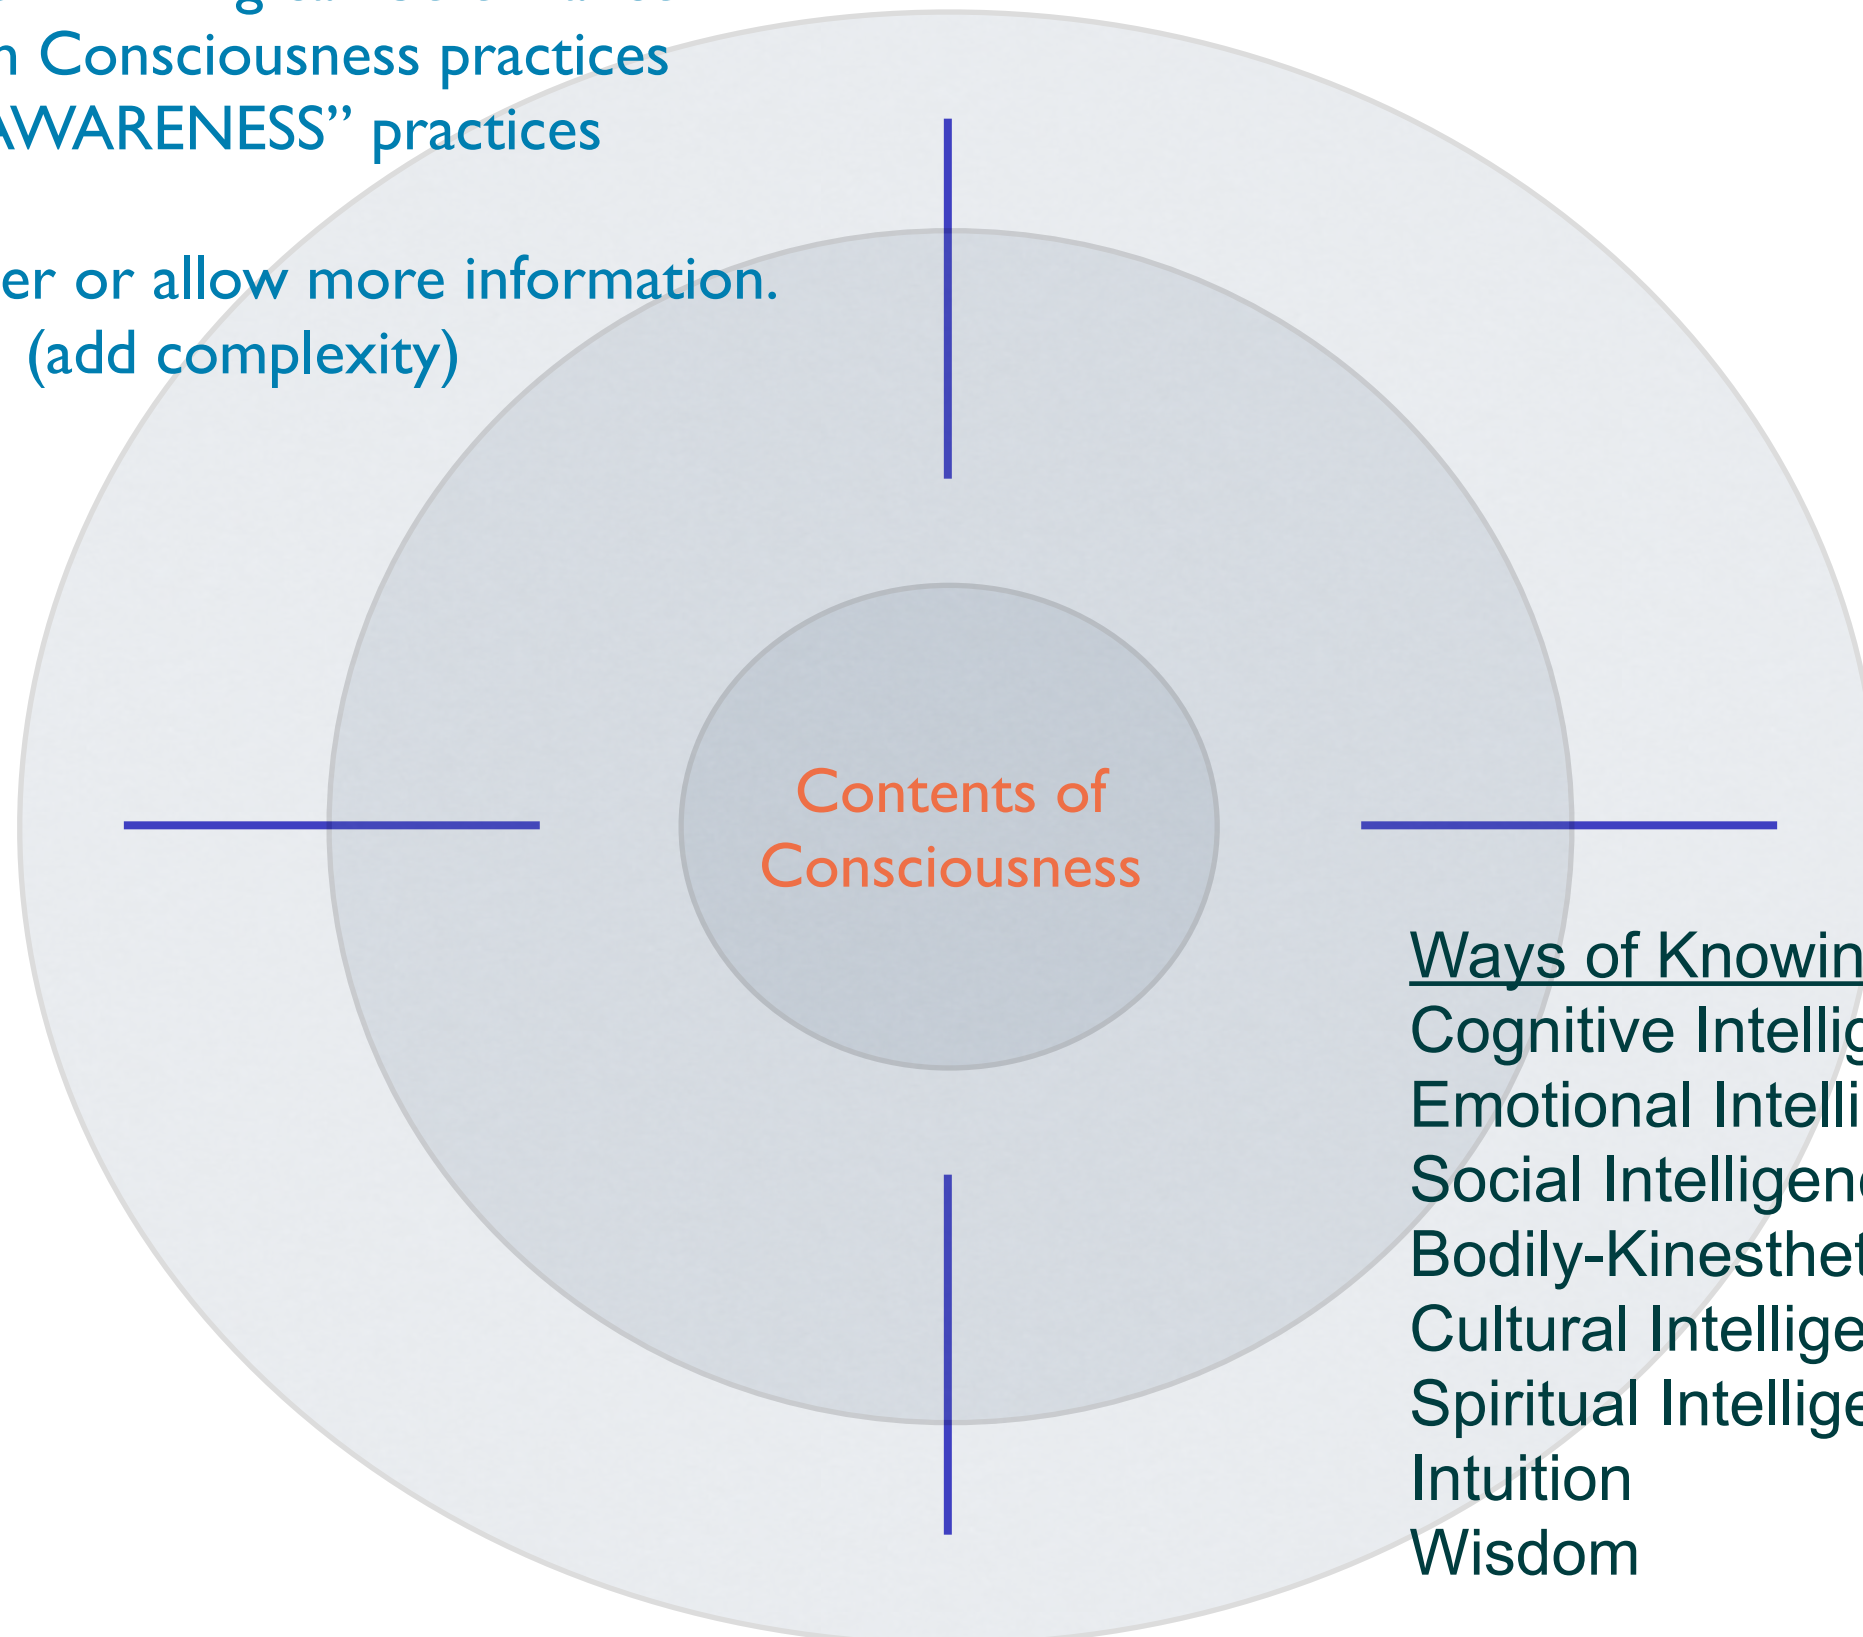 n Consciousness practices
AWARENESS” practices
er or allow more information.
(add complexity)
Contents of
Consciousness
Ways of Knowin
Cognitive Intellig
Emotional Intelli
Social Intelligen
Bodily-Kinesthet
Cultural Intellige
Spiritual Intellige
Intuition
Wisdom